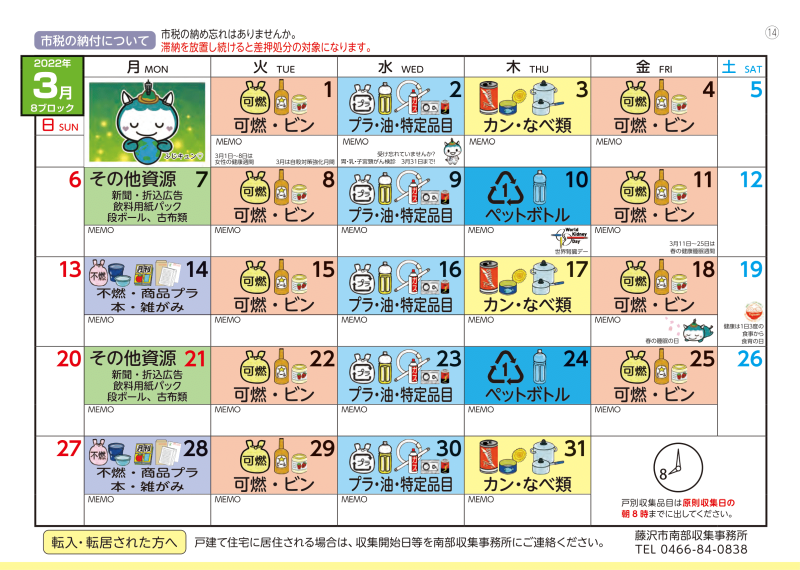 市税の納付について
市税の納め忘れはありませんか。
滞納を放置し続けると差押処分の対象になります。
⑭
2022年
3月
8ブロック
日 SUN
月 MON
火 TUE
水 WED
木 THU
金 FRI
土 SAT
ふじキュン♡
1
可燃
可燃・ビン
MEMO
3月1日〜8日は
女性の健康週間
3月は自殺対策強化月間
2
プラ
プラ・油・特定品目
MEMO
受け忘れていませんか?
胃・乳・子宮頸がん検診 3月31日まで!
3
カン・なべ類
MEMO
4
可燃
可燃・ビン
MEMO
5
6
その他資源 7
新聞・折込広告
飲料用紙パック
段ボール、古布類
MEMO
8
可燃
可燃・ビン
MEMO
9
プラ
プラ・油・特定品目
MEMO
10
1
ペットボトル
MEMO
World
Kidney
Day
世界腎臓デー
11
可燃
可燃・ビン
MEMO
3月11日〜25日は
春の健康睡眠週間
12
13
14
不燃
月刊
不燃・商品プラ
本・雑がみ
MEMO
15
可燃
可燃・ビン
MEMO
16
プラ
プラ・油・特定品目
MEMO
17
カン・なべ類
MEMO
18
可燃
可燃・ビン
MEMO
春の睡眠の日
19
健康は1日3度の
食事から
食育の日
20
その他資源 21
新聞・折込広告
飲料用紙パック
段ボール、古布類
MEMO
22
可燃
可燃・ビン
MEMO
23
プラ
プラ・油・特定品目
MEMO
24
1
ペットボトル
MEMO
25
可燃
可燃・ビン
MEMO
26
27
28
不燃
月刊
不燃・商品プラ
本・雑がみ
MEMO
29
可燃
可燃・ビン
MEMO
30
プラ
プラ・油・特定品目
MEMO
31
カン・なべ類
MEMO
8
戸別収集品目は原則収集日の
朝8時までに出してください。
転入・転居された方へ
戸建て住宅に居住される場合は、収集開始日等を南部収集事務所にご連絡ください。
藤沢市南部収集事務所
TEL 0466-84-0838